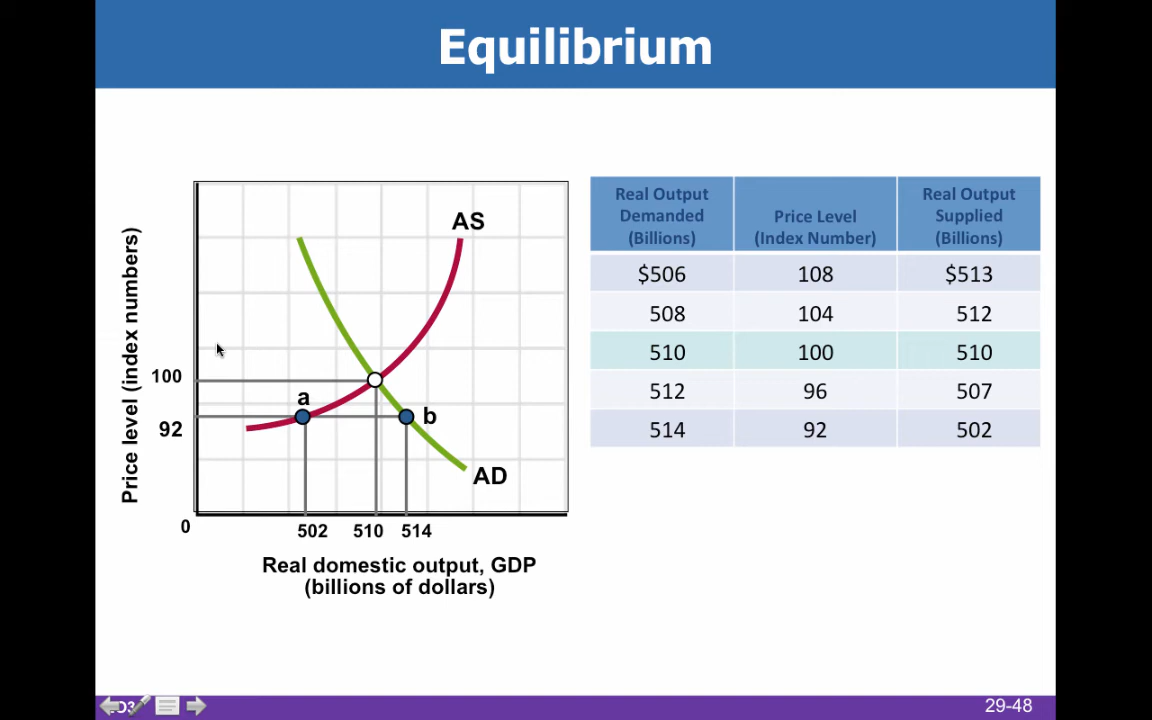 Equilibrium
Price level (index numbers)
100
92
0
a
b
AS
AD
502 510 514
Real domestic output, GDP
(billions of dollars)
Real Output
Demanded
(Billions)
Price Level
(Index Number)
Real Output
Supplied
(Billions)
$506 108 $513
508 104 512
510 100 510
512 96 507
514 92 502
29-48